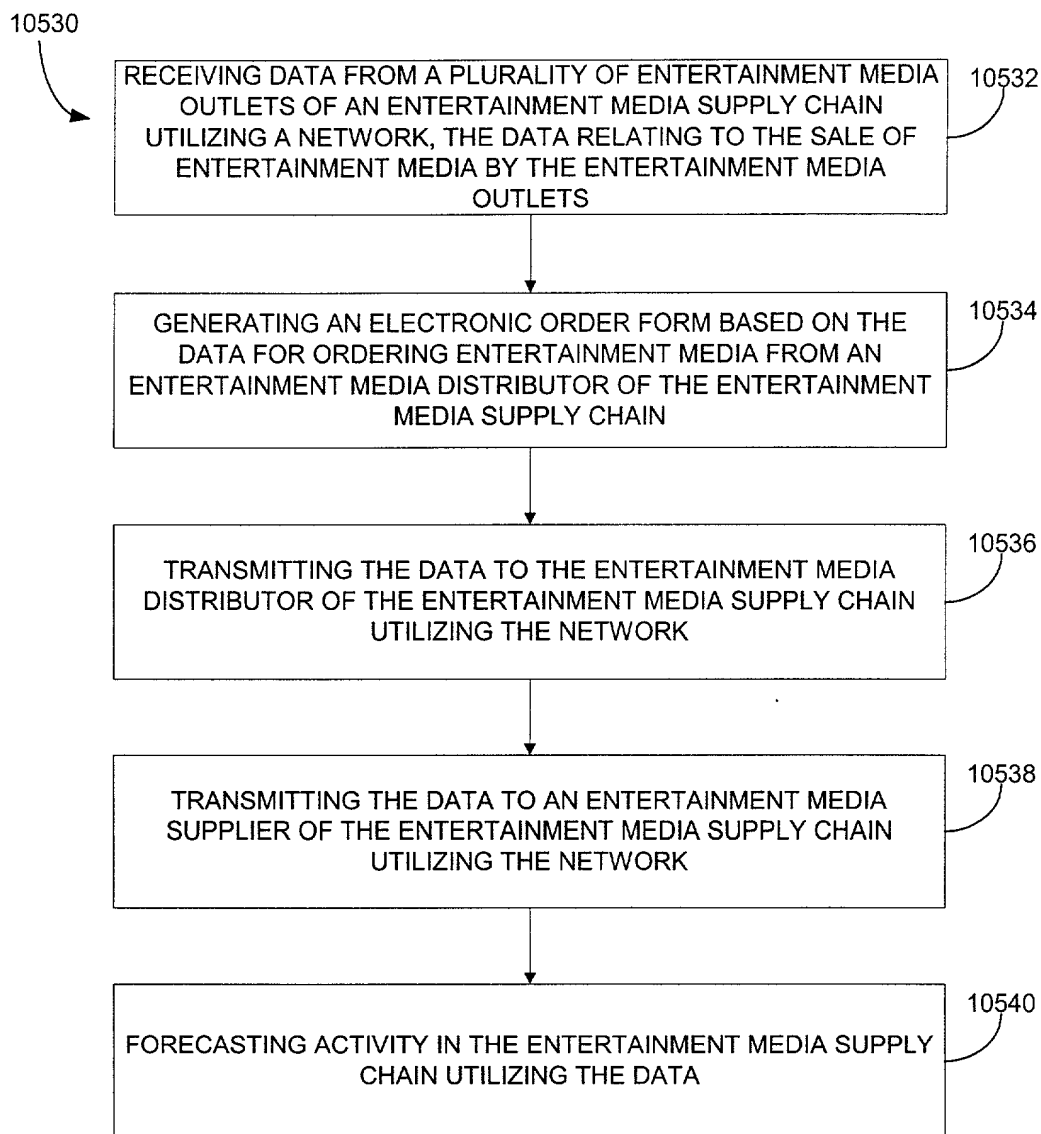 10530
RECEIVING DATA FROM A PLURALITY OF ENTERTAINMENT MEDIA
OUTLETS OF AN ENTERTAINMENT MEDIA SUPPLY CHAIN
UTILIZING A NETWORK, THE DATA RELATING TO THE SALE OF
ENTERTAINMENT MEDIA BY THE ENTERTAINMENT MEDIA
OUTLETS
10532
GENERATING AN ELECTRONIC ORDER FORM BASED ON THE
DATA FOR ORDERING ENTERTAINMENT MEDIA FROM AN
ENTERTAINMENT MEDIA DISTRIBUTOR OF THE ENTERTAINMENT
MEDIA SUPPLY CHAIN
10534
TRANSMITTING THE DATA TO THE ENTERTAINMENT MEDIA
DISTRIBUTOR OF THE ENTERTAINMENT MEDIA SUPPLY CHAIN
UTILIZING THE NETWORK
10536
TRANSMITTING THE DATA TO AN ENTERTAINMENT MEDIA
SUPPLIER OF THE ENTERTAINMENT MEDIA SUPPLY CHAIN
UTILIZING THE NETWORK
10538
FORECASTING ACTIVITY IN THE ENTERTAINMENT MEDIA SUPPLY
CHAIN UTILIZING THE DATA
10540